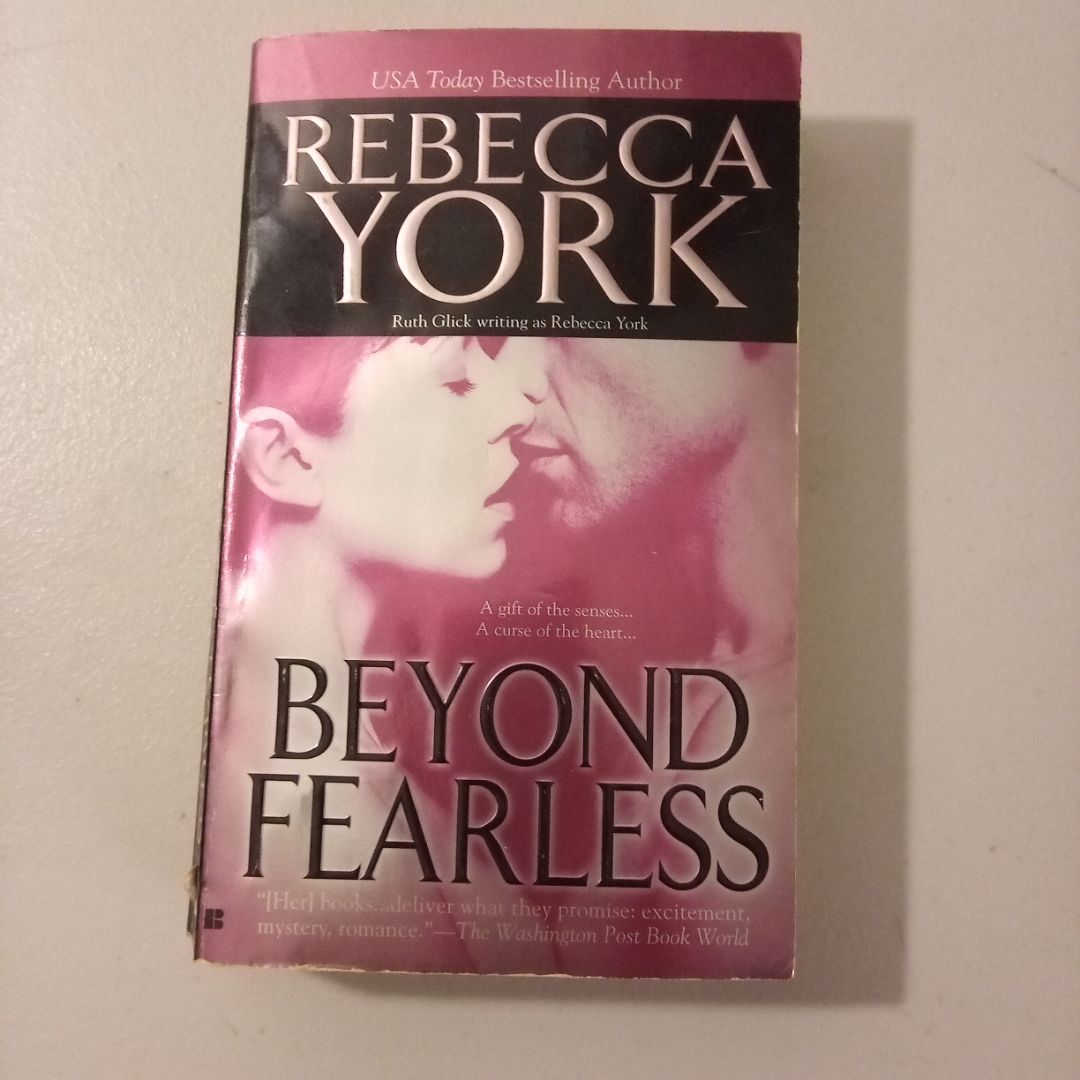 USA Today Bestselling Author
REBECCA
YORK
Ruth Glick writing as Rebecca York
A gift of the senses...
A curse of the heart...
BEYOND
FEARLESS
“[Her] books...deliver what they promise: excitement,
mystery, romance.”—The Washington Post Book World
B